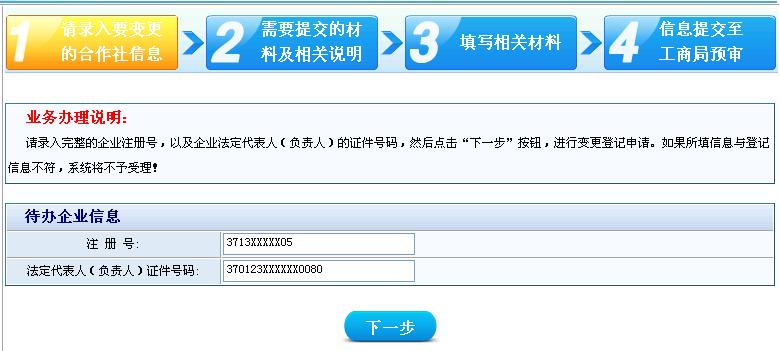 1 请录入要变更
的合作社信息
2 需要提交的材
料及相关说明
3 填写相关材料
4 信息提交至
工商局预审
业务办理说明:
请录入完整的企业注册号,以及企业法定代表人(负责人)的证件号码,然后点击“下一步”按钮,进行变更登记申请。如果所填信息与登记
信息不符,系统将不予受理!
待办企业信息
注 册 号: 3713XXXXX05
法定代表人(负责人)证件号码: 370123XXXXXX0080
下一步